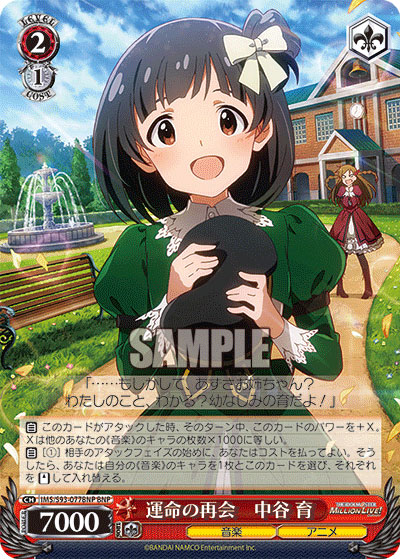 LEVEL
2
1
COST
SAMPLE
「……もしかして、あずさお姉ちゃん?
わたしのこと、わかる?幼なじみの育だよ!」
自 このカードがアタックした時、そのターン中、このカードのパワーを+X。
Xは他のあなたの《音楽》のキャラの枚数×1000に等しい。
自 [①] 相手のアタックフェイズの始めに、あなたはコストを払ってよい。そう
したら、あなたは自分の《音楽》のキャラを1枚とこのカードを選び、それぞれ
を【↑】して入れ替える。
CH IMS/S93-077BNP BNP
7000
運命の再会 中谷 育
THE IDOLM@STER
MILLION LIVE!
音楽
アニメ
©BANDAI NAMCO Entertainment Inc.